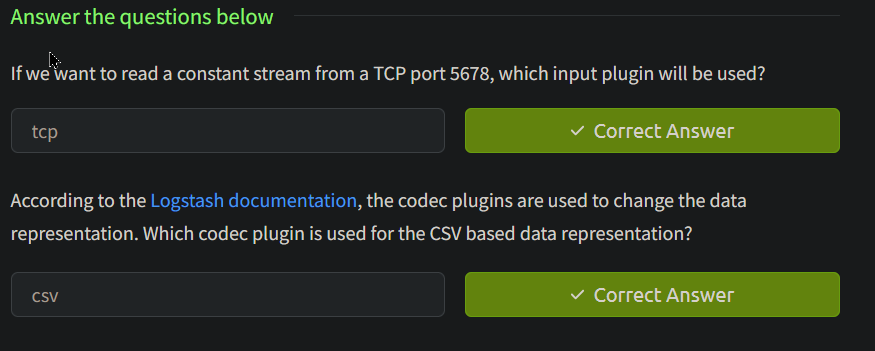 Answer the questions below
If we want to read a constant stream from a TCP port 5678, which input plugin will be used?
tcp
✓ Correct Answer
According to the Logstash documentation, the codec plugins are used to change the data
representation. Which codec plugin is used for the CSV based data representation?
csv
✓ Correct Answer